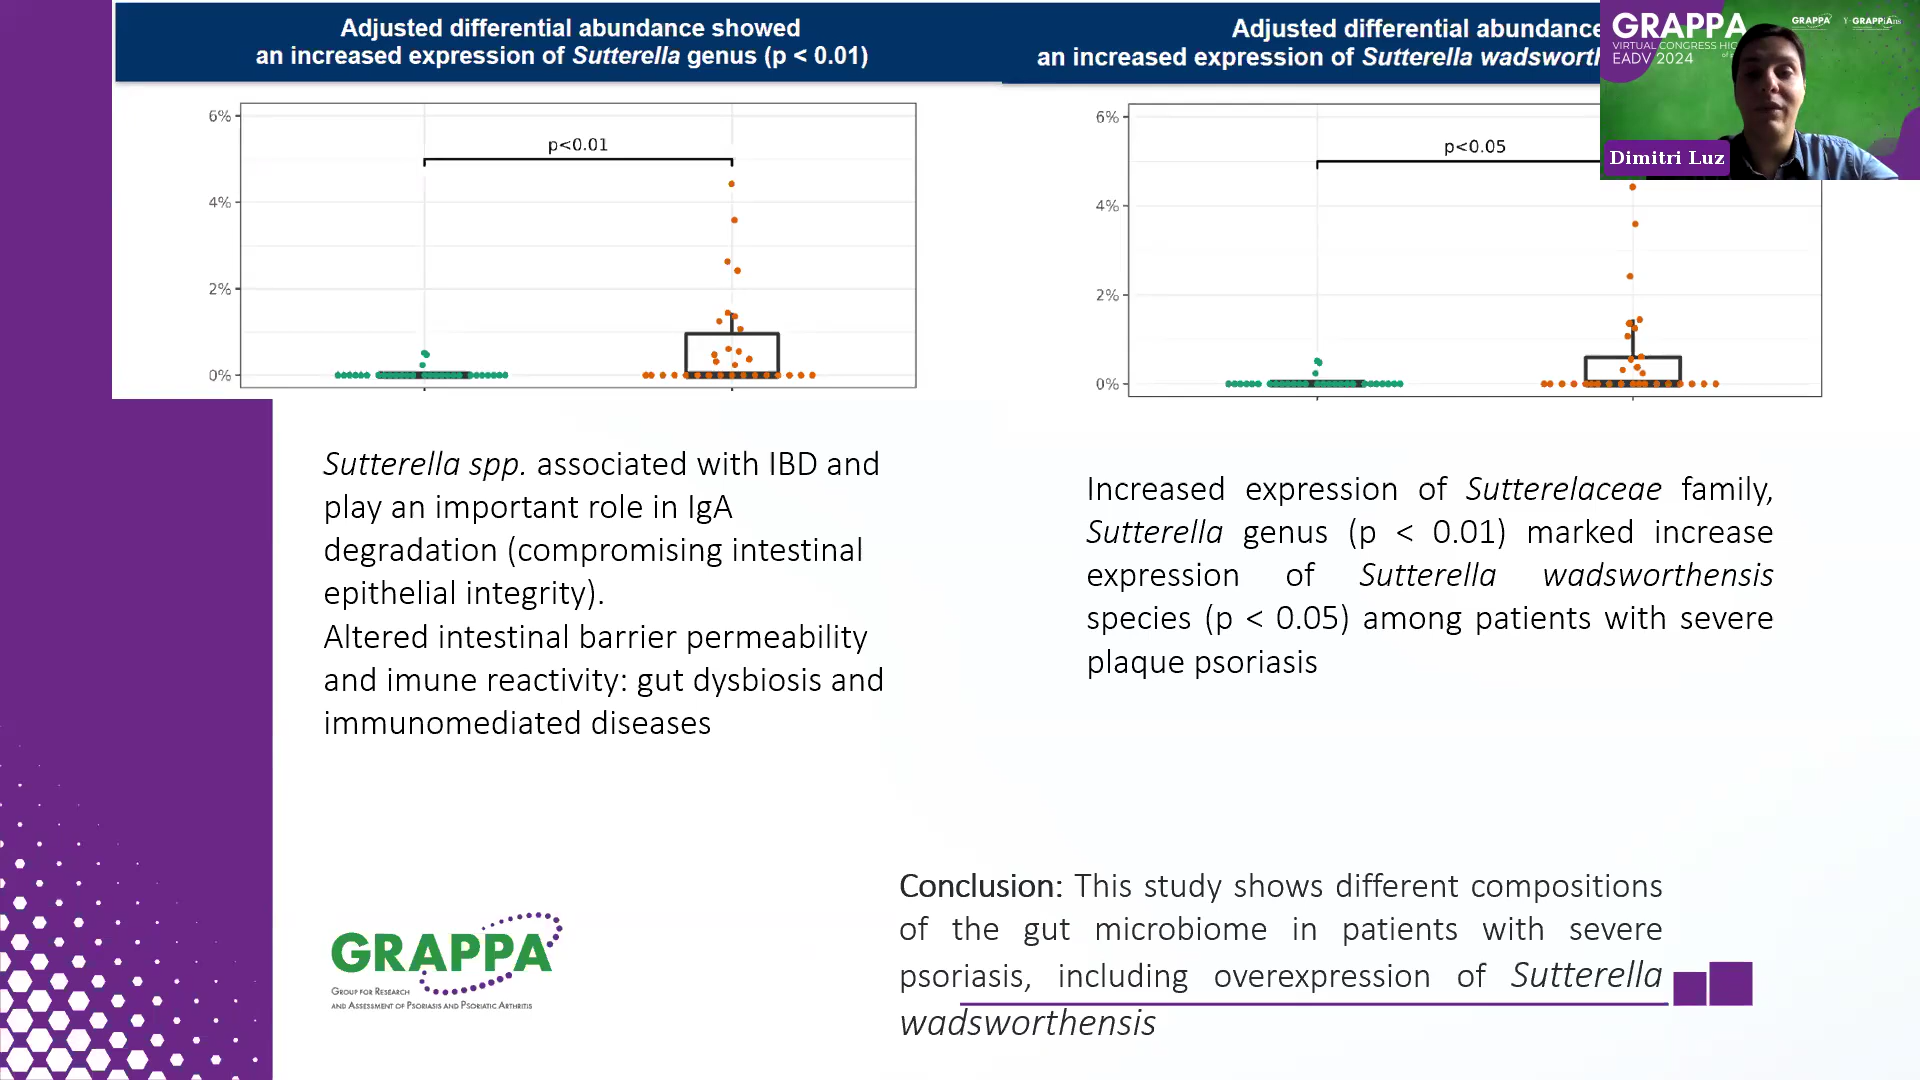 Adjusted differential abundance showed
an increased expression of Sutterella genus (p < 0.01)
6%
4%
2%
0%
p<0.01
Adjusted differential abundance
an increased expression of Sutterella
6%
4%
2%
0%
p<0.05
GRAPPA
VIRTUAL CONGRESS
EADV 2024
GRAPPA
Y-GRAPPAns
Dimitri Luz
Sutterella spp. associated with IBD and
play an important role in IgA
degradation (compromising intestinal
epithelial integrity).
Altered intestinal barrier permeability
and imune reactivity: gut dysbiosis and
immunomediated diseases
Increased expression of Sutterelaceae family,
Sutterella genus (p < 0.01) marked increase
expression of Sutterella wadsworthensis
species (p < 0.05) among patients with severe
plaque psoriasis
Conclusion: This study shows different compositions
of the gut microbiome in patients with severe
psoriasis, including overexpression of Sutterella
wadsworthensis
GRAPPA
Group for Research
and Assessment of Psoriasis and Psoriatic Arthritis